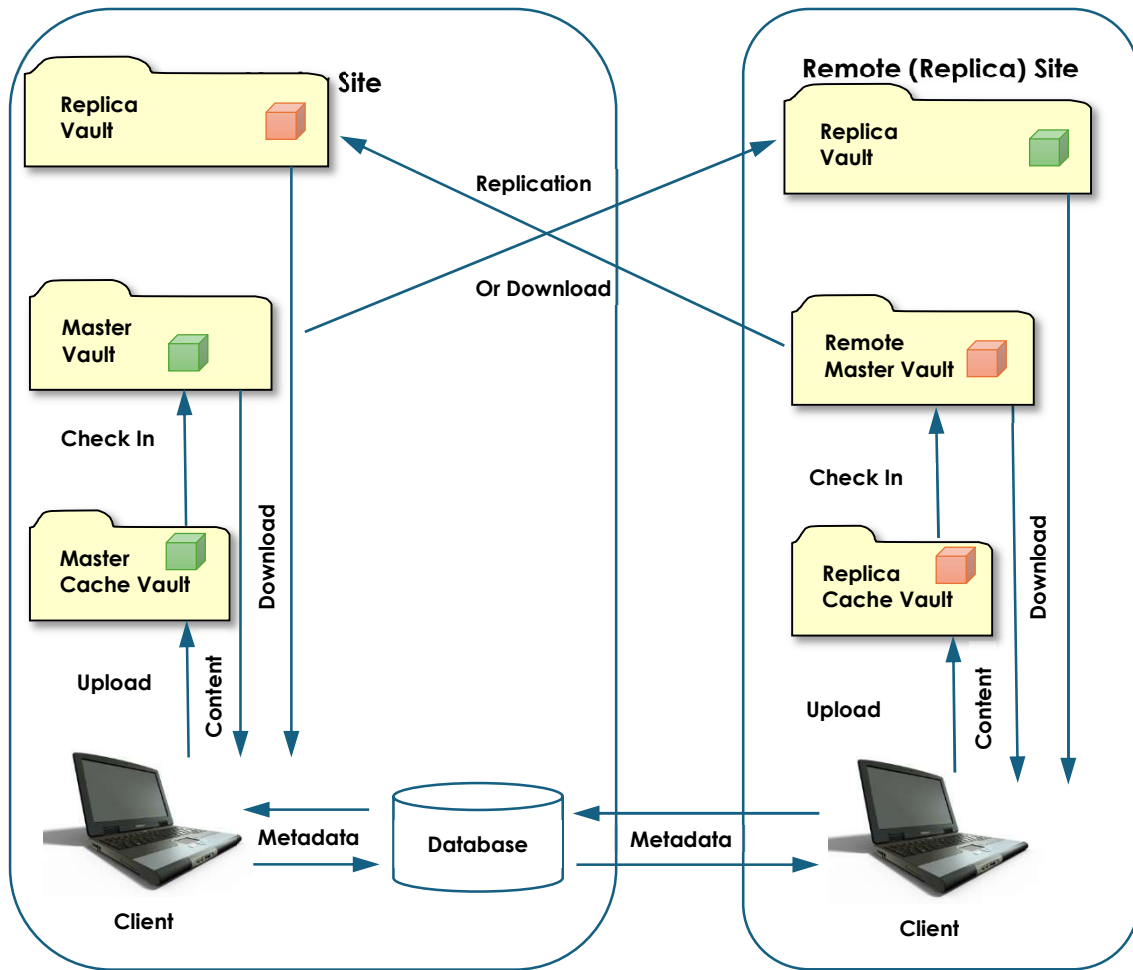 Site
Remote (Replica) Site
Replica
Vault
Replica
Vault
Replication
Or Download
Master
Vault
Remote
Master Vault
Check In
Check In
Download
Download
Master
Cache Vault
Replica
Cache Vault
Upload
Content
Upload
Content
Metadata
Database
Metadata
Client
Client